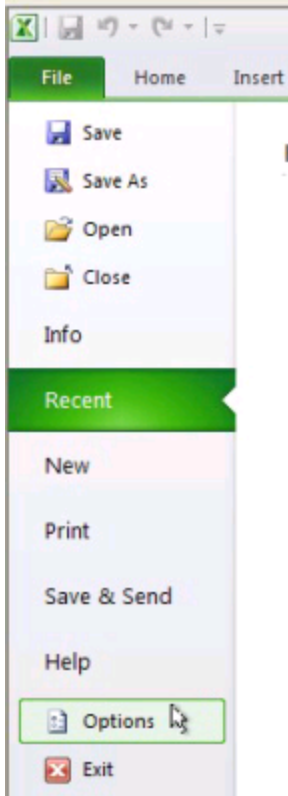 File Home Insert
Save
Save As
Open
Close
Info
Recent
New
Print
Save & Send
Help
Options
Exit